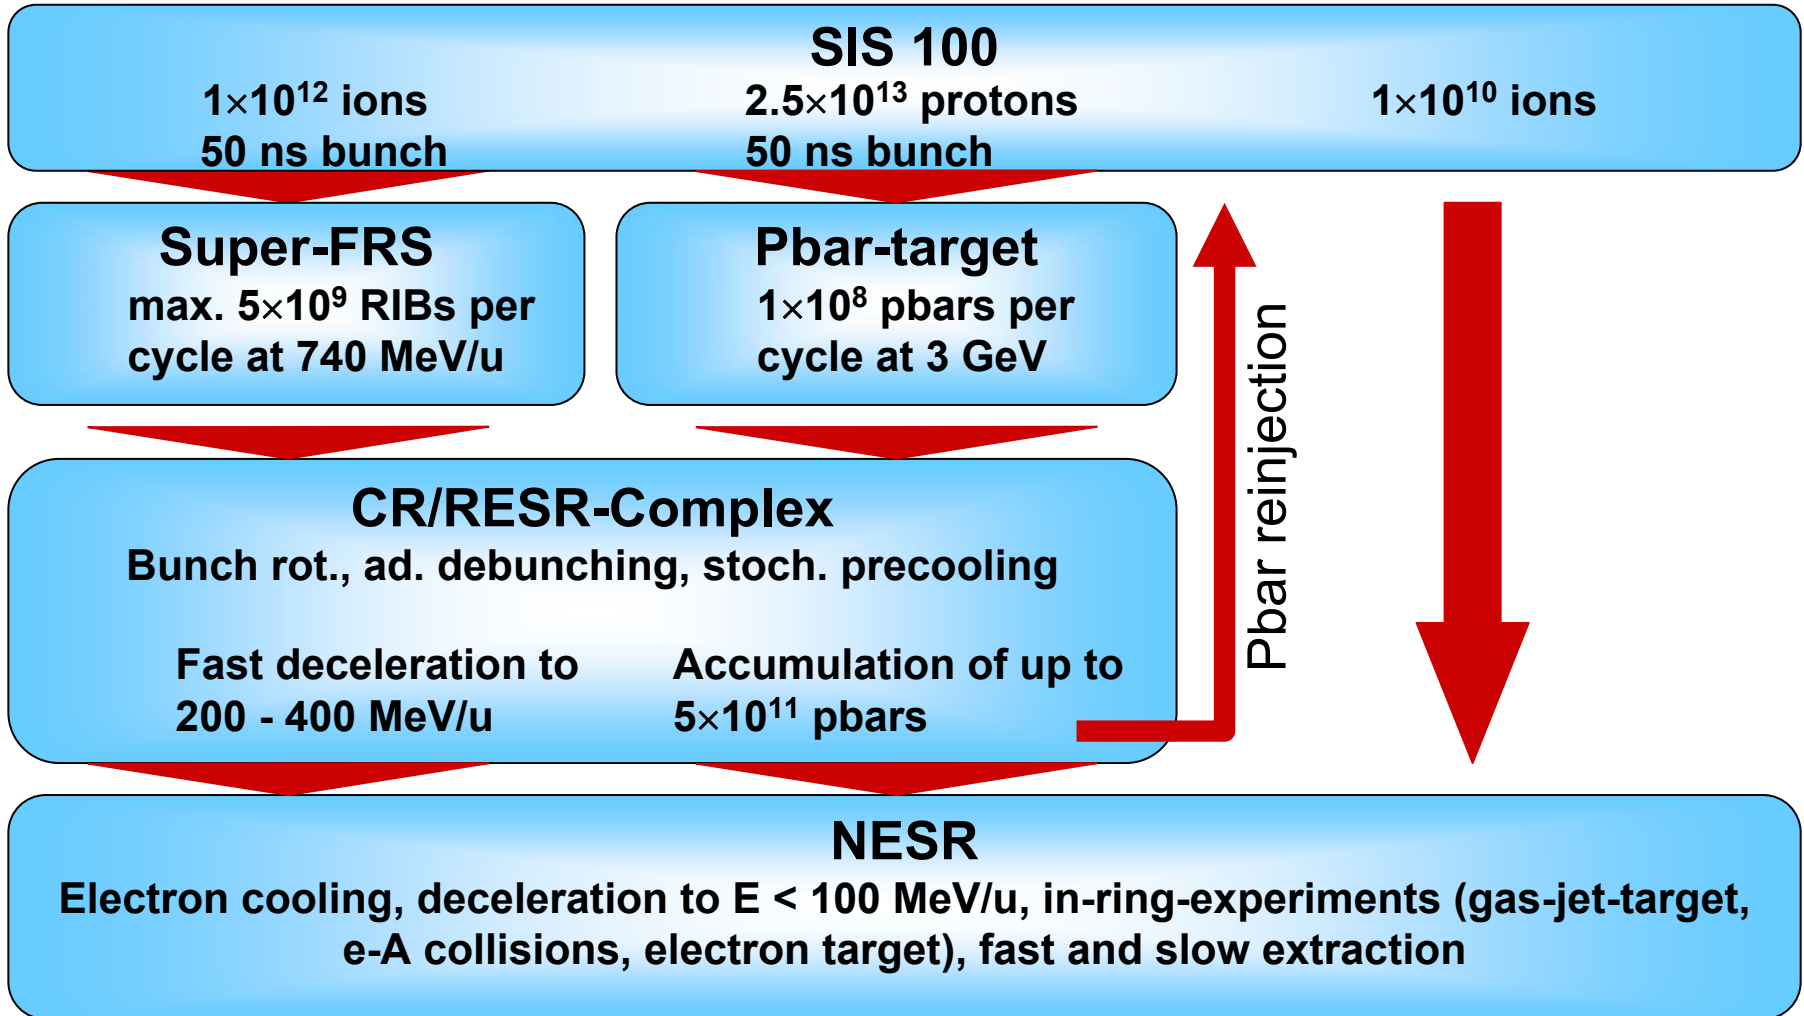 SIS 100
1×10¹² ions
50 ns bunch
2.5×10¹³ protons
50 ns bunch
1×10¹⁰ ions
Super-FRS
max. 5×10⁹ RIBs per
cycle at 740 MeV/u
Pbar-target
1×10⁸ pbars per
cycle at 3 GeV
Pbar reinjection
CR/RESR-Complex
Bunch rot., ad. debunching, stoch. precooling
Fast deceleration to
200 - 400 MeV/u
Accumulation of up to
5×10¹¹ pbars
NESR
Electron cooling, deceleration to E < 100 MeV/u, in-ring-experiments (gas-jet-target,
e-A collisions, electron target), fast and slow extraction